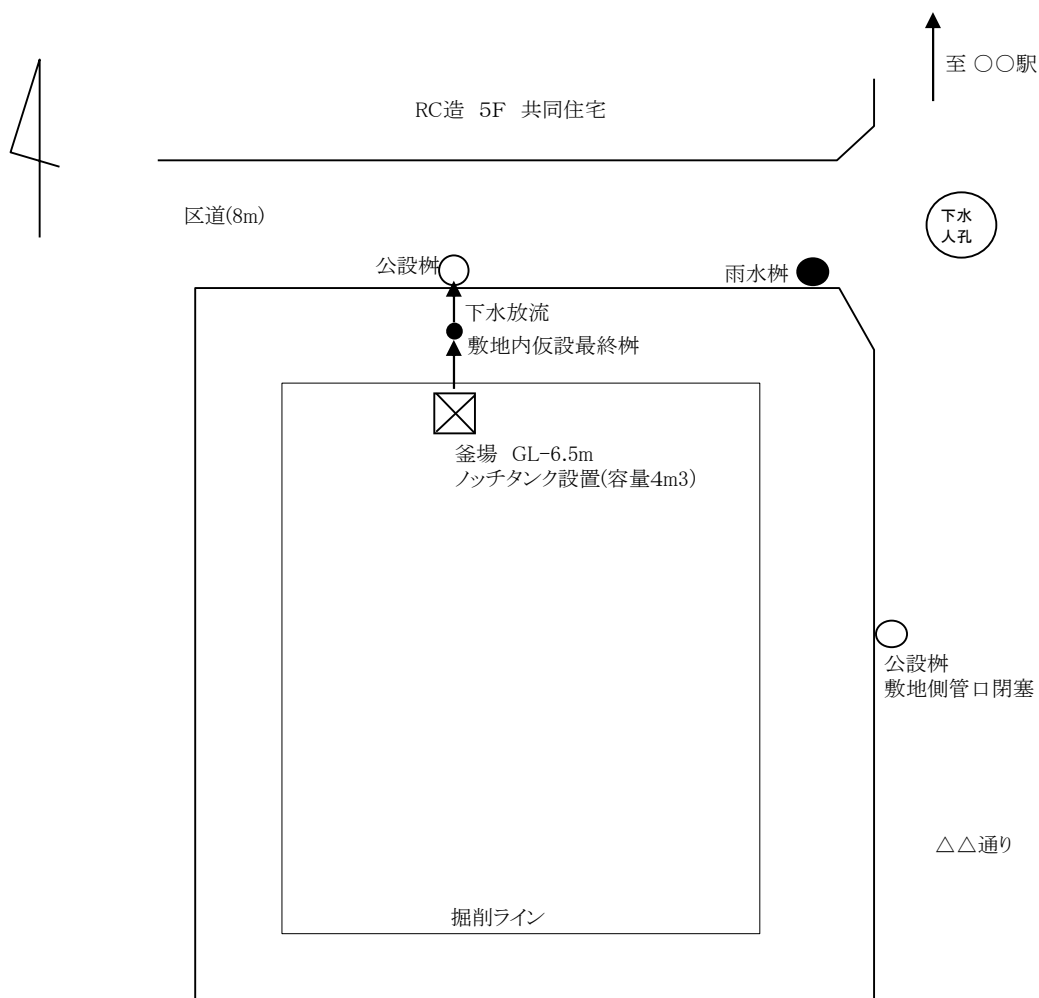 至 ○○駅
RC造 5F 共同住宅
区道(8m)
下水
人孔
公設桝
雨水桝
下水放流
敷地内仮設最終桝
釜場 GL-6.5m
ノッチタンク設置(容量4m3)
公設桝
敷地側管口閉塞
△△通り
掘削ライン